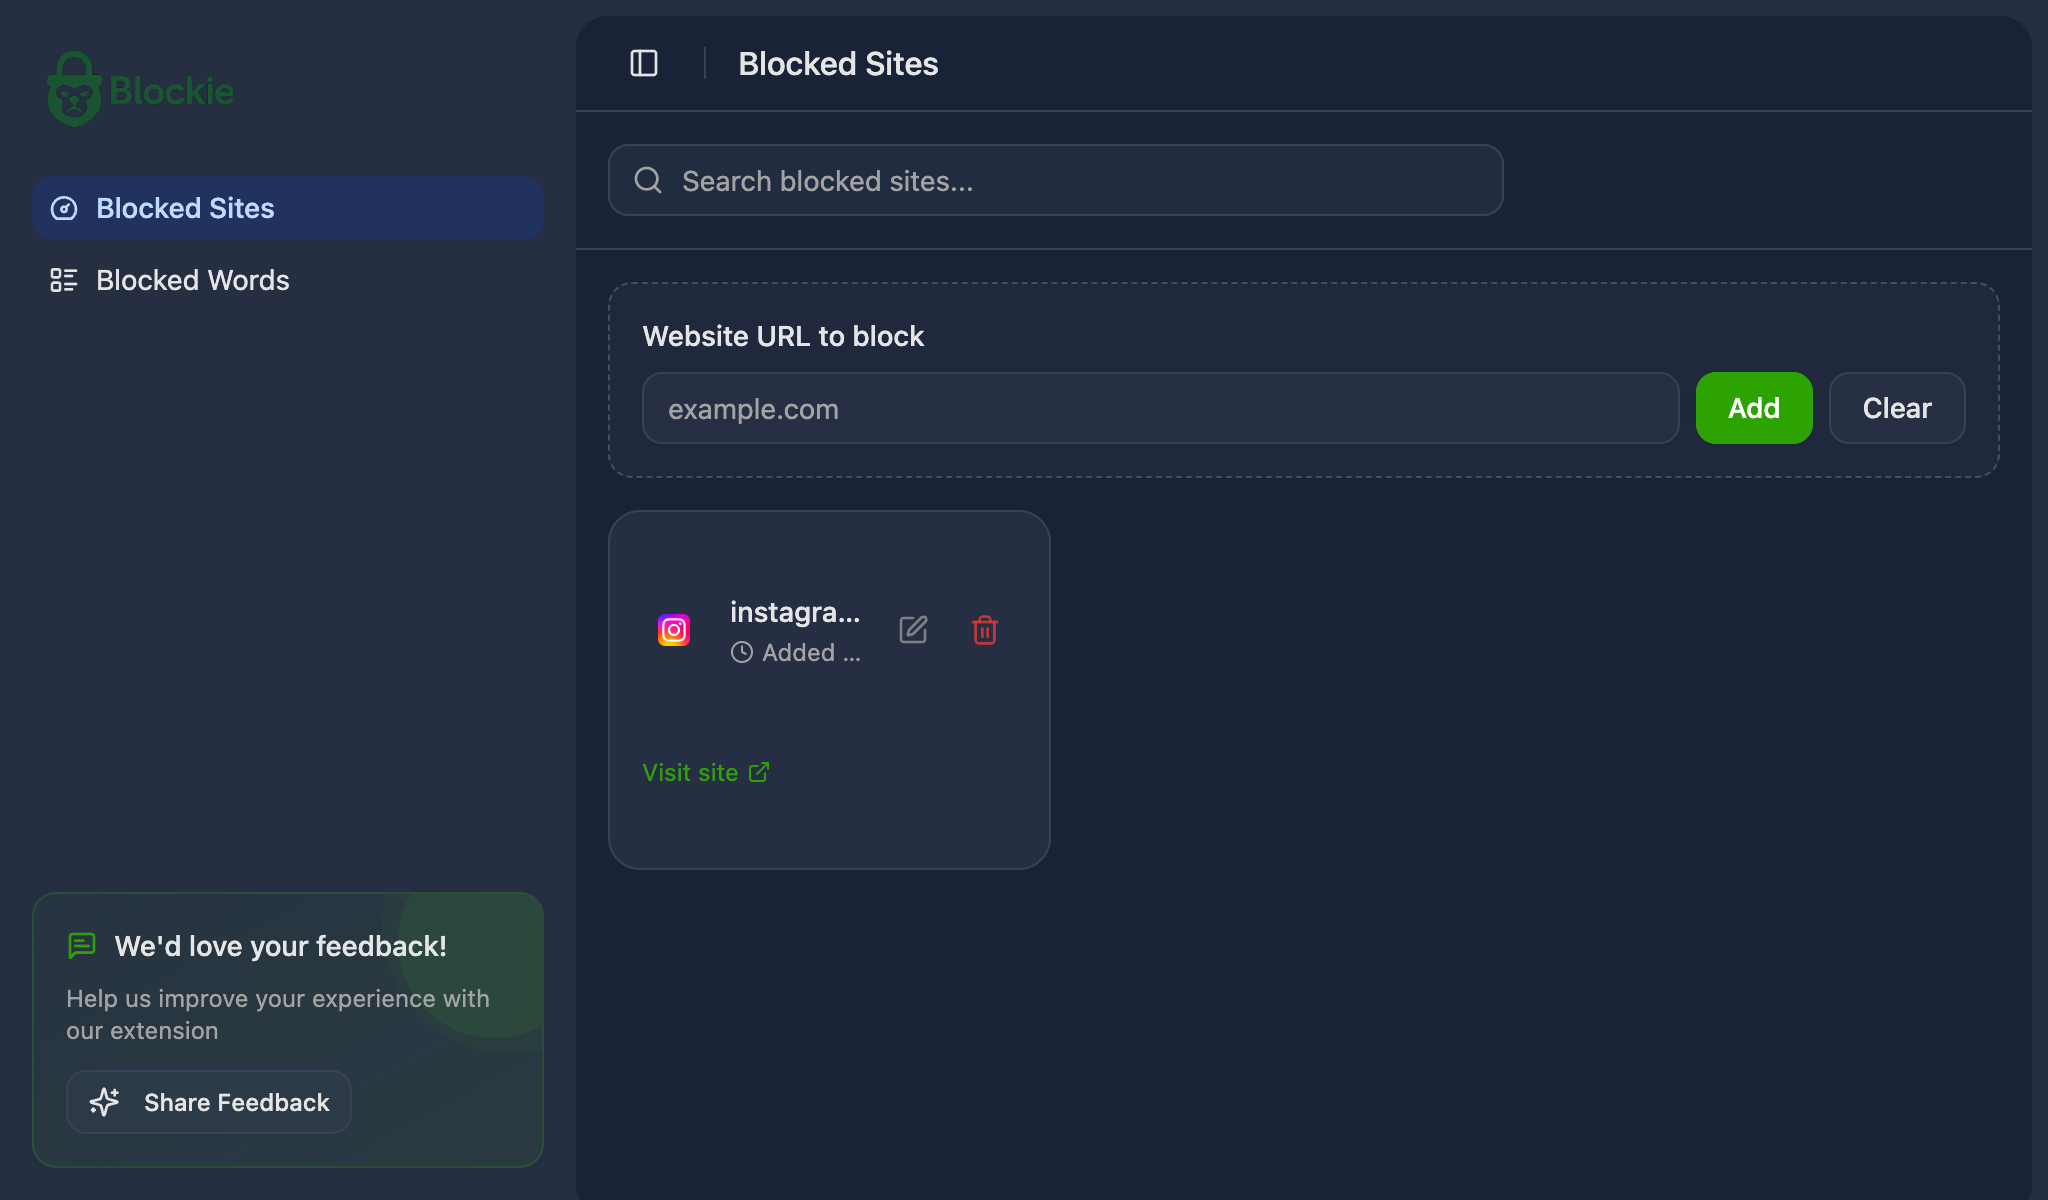 Blockie
Blocked Sites
Blocked Words
We'd love your feedback!
Help us improve your experience with
our extension
Share Feedback
Blocked Sites
Search blocked sites...
Website URL to block
example.com
Add
Clear
instagra...
Added ...
Visit site